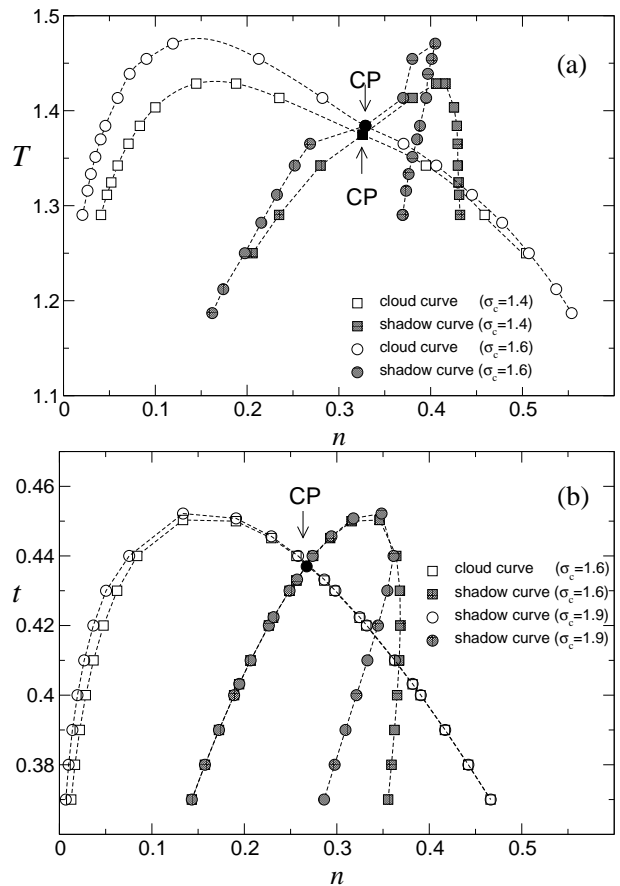 1.5
(a)
CP
1.4
T
CP
1.3
1.2
cloud curve (σc=1.4)
shadow curve (σc=1.4)
cloud curve (σc=1.6)
shadow curve (σc=1.6)
1.1
0 0.1 0.2 0.3 0.4 0.5
n
(b)
0.46
CP
0.44
cloud curve (σc=1.6)
shadow curve (σc=1.6)
t
shadow curve (σc=1.9)
shadow curve (σc=1.9)
0.42
0.4
0.38
0 0.1 0.2 0.3 0.4 0.5
n